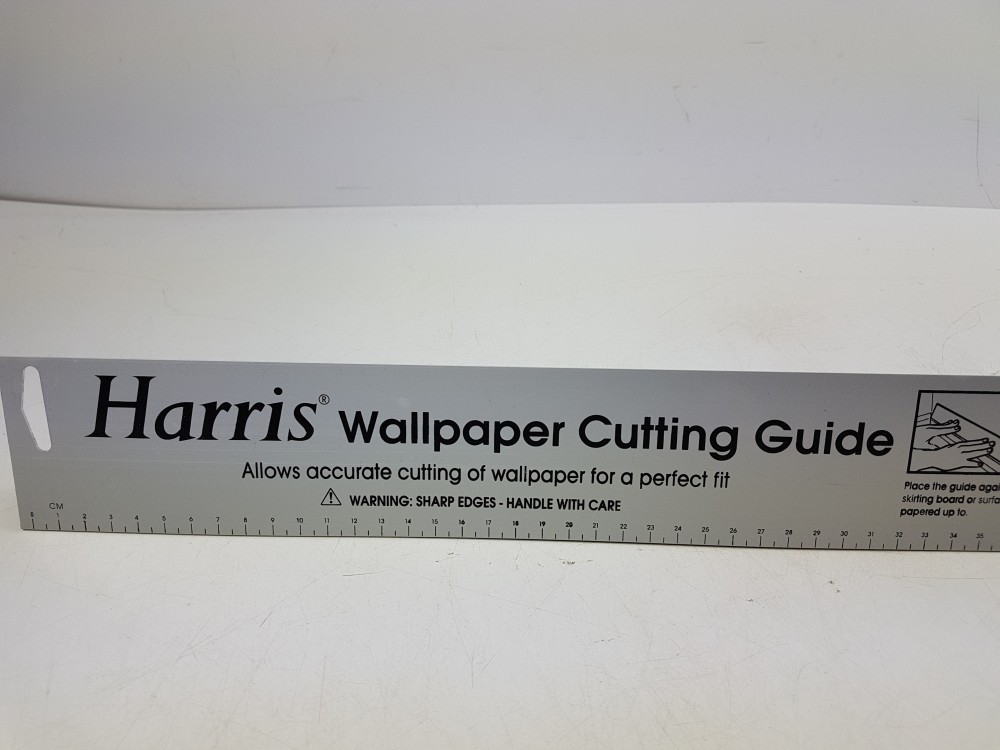 Harris® Wallpaper Cutting Guide
Allows accurate cutting of wallpaper for a perfect fit
⚠ WARNING: SHARP EDGES - HANDLE WITH CARE
Place the guide
skirting board or
papered up to.
CM
0 1 2 3 4 5 6 7 8 9 10 11 12 13 14 15 16 17 18 19 20 21 22 23 24 25 26 27 28 29 30 31 32 33 34 35